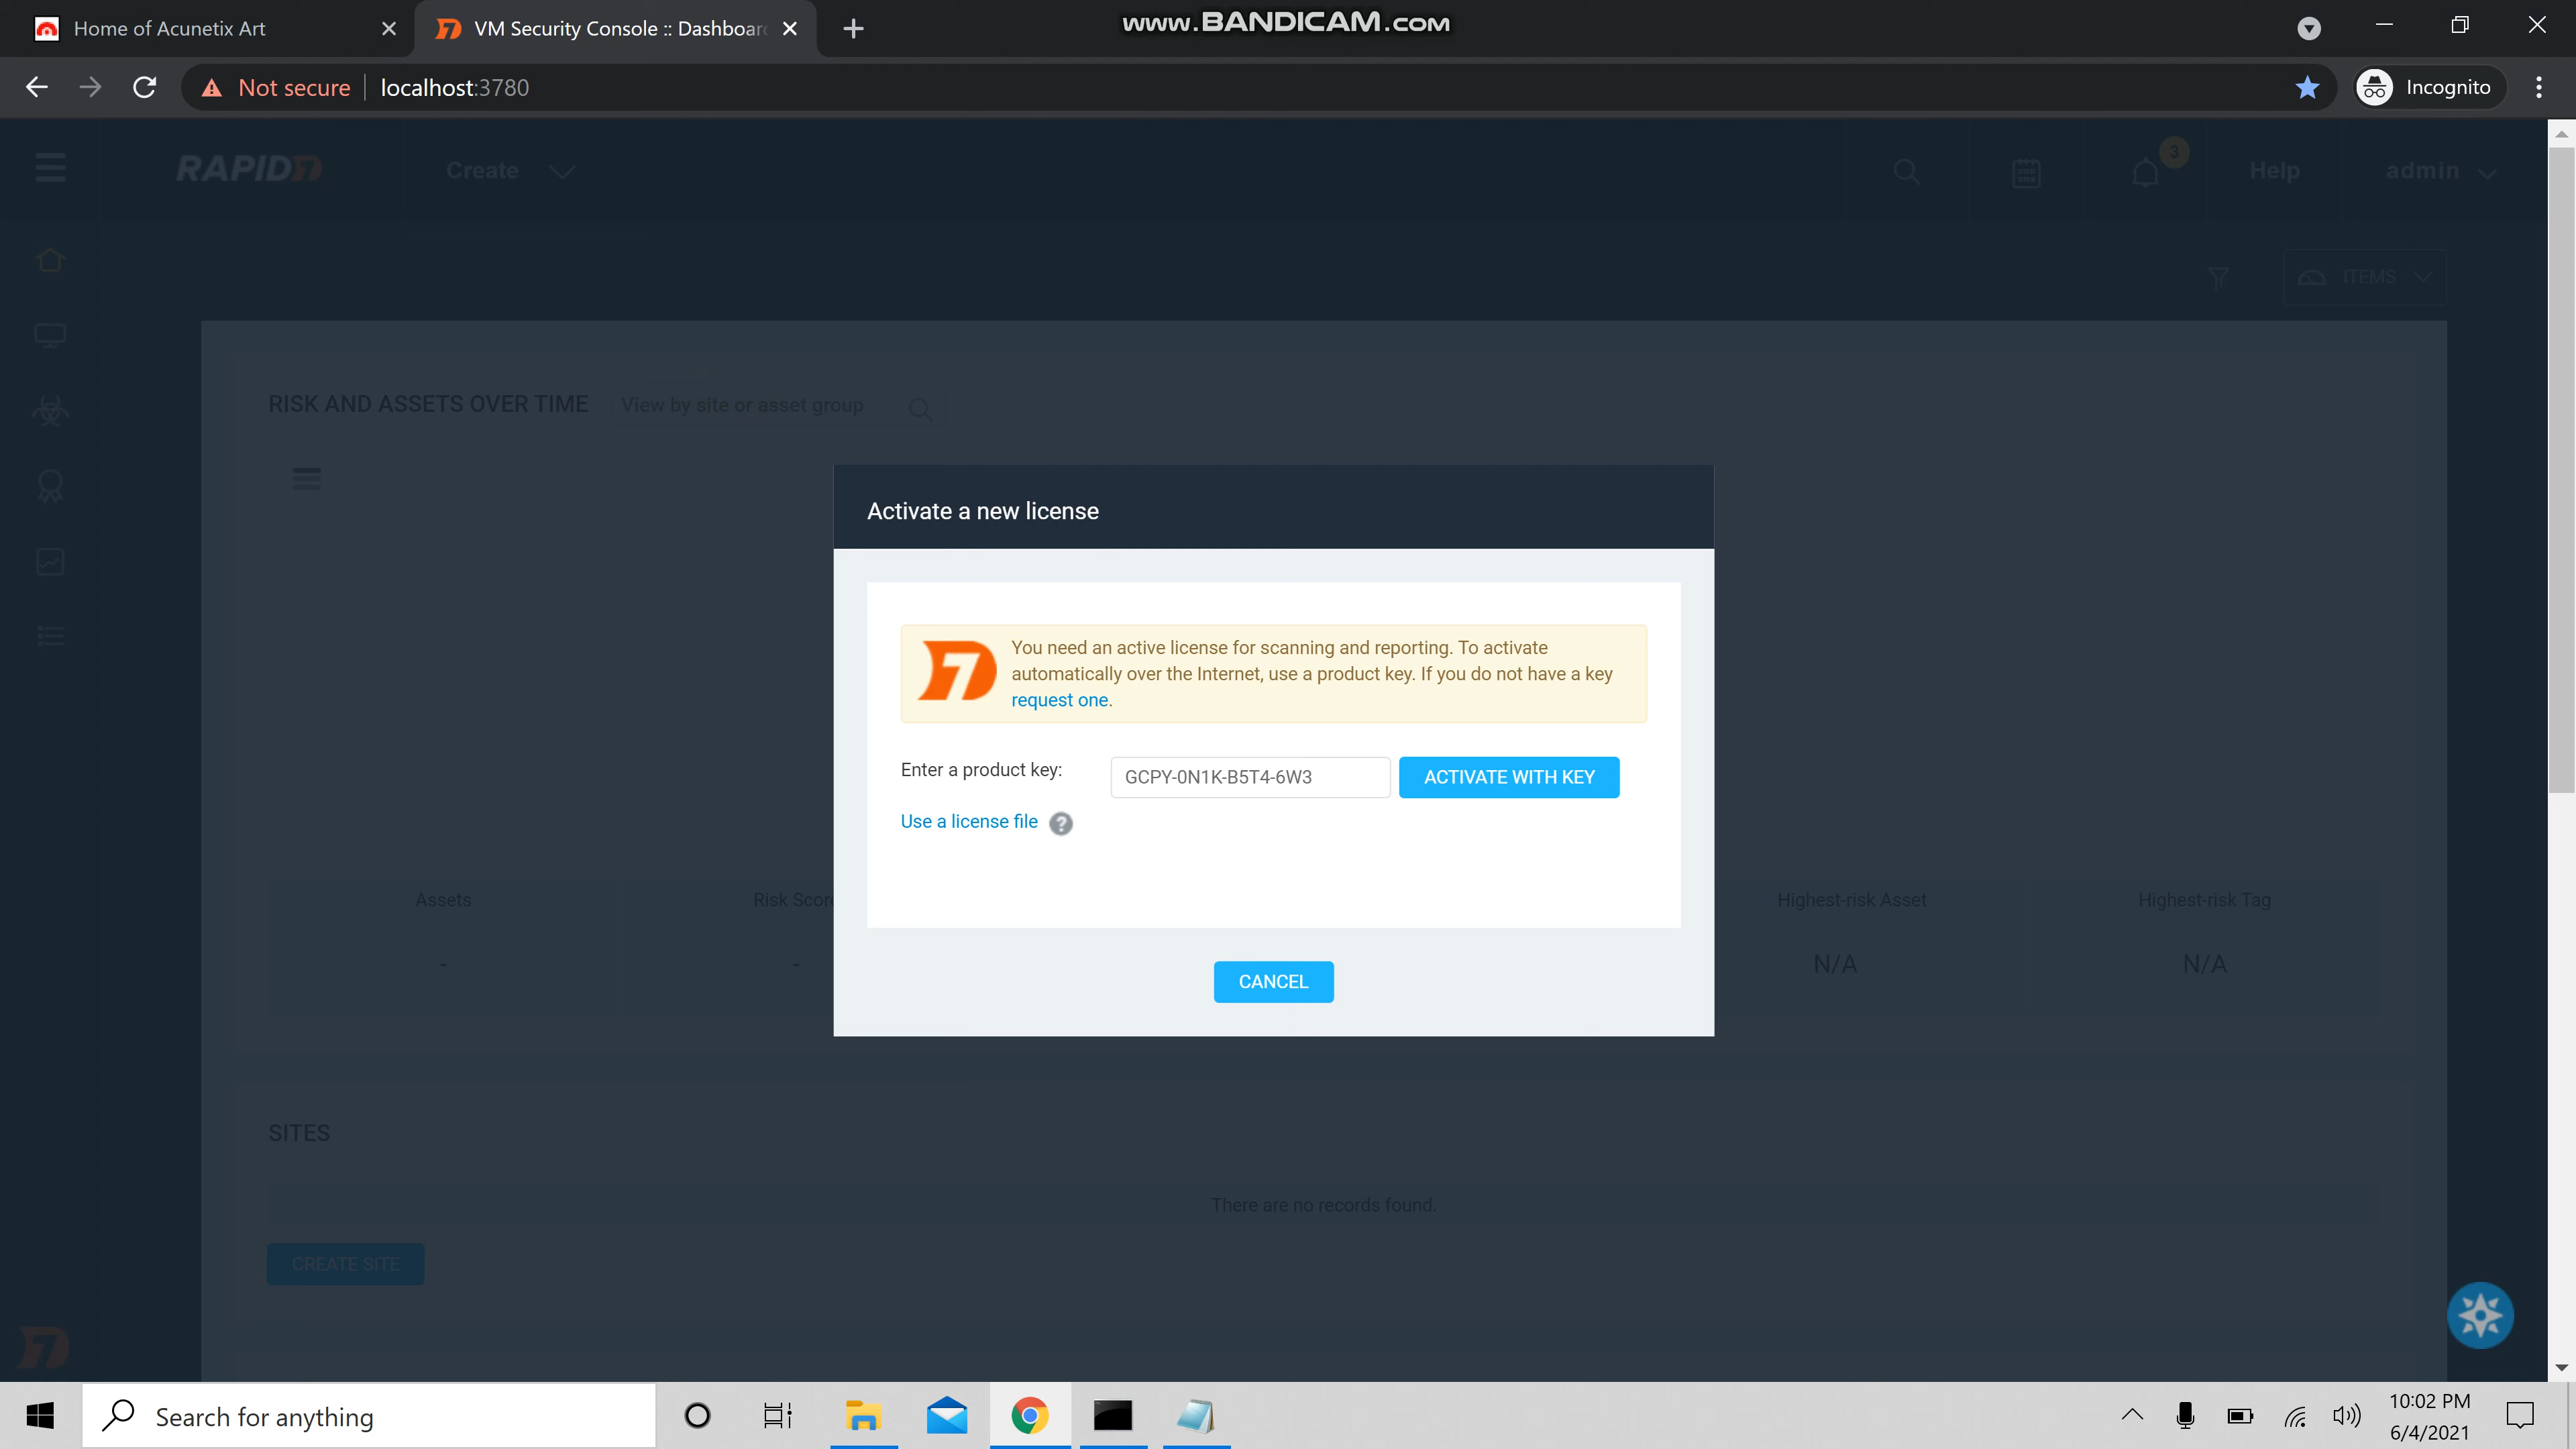 Home of Acunetix Art
VM Security Console :: Dashboard
www.BANDICAM.com
Not secure
localhost:3780
Incognito
RAPID7
Create
3
Help
admin
ITEMS
RISK AND ASSETS OVER TIME
View by site or asset group
Activate a new license
You need an active license for scanning and reporting. To activate
automatically over the Internet, use a product key. If you do not have a key
request one.
Enter a product key:
GCPY-0N1K-B5T4-6W3
ACTIVATE WITH KEY
Use a license file
?
Assets
Risk Score
Highest-risk Asset
Highest-risk Tag
-
-
N/A
N/A
CANCEL
SITES
There are no records found.
CREATE SITE
Search for anything
10:02 PM
6/4/2021